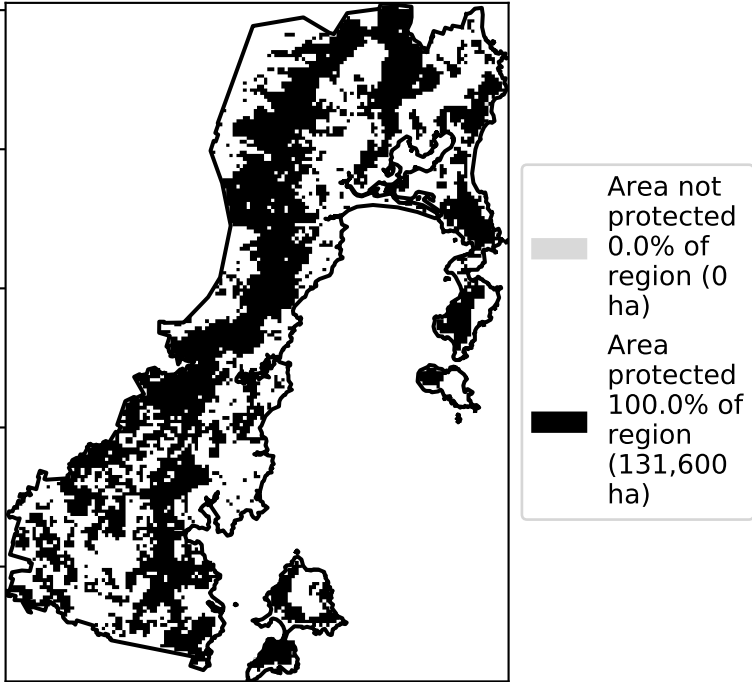 Area not
protected
0.0% of
region (0
ha)
Area
protected
100.0% of
region
(131,600
ha)